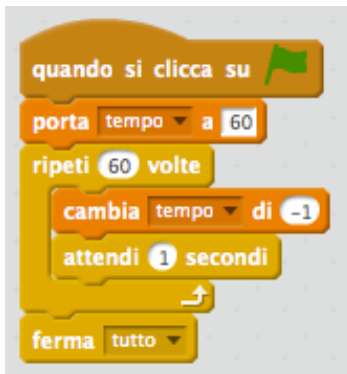 quando si clicca su
porta tempo a 60
ripeti 60 volte
cambia tempo di -1
attendi 1 secondi
ferma tutto